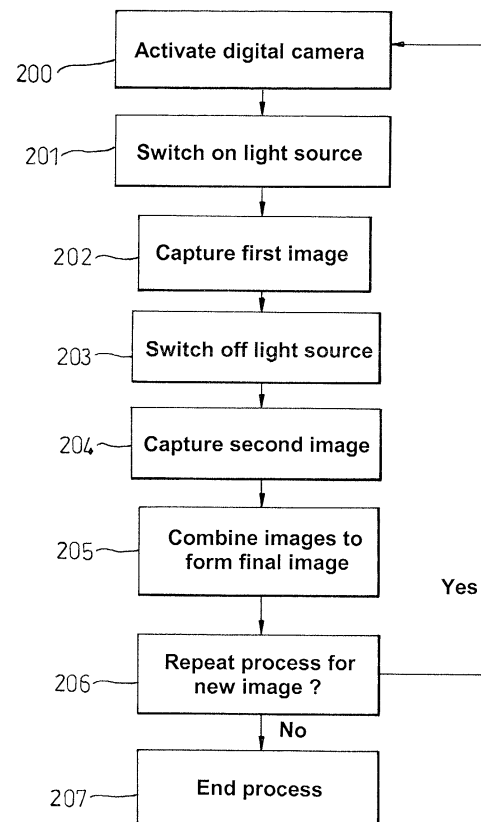 200
Activate digital camera
201
Switch on light source
202
Capture first image
203
Switch off light source
204
Capture second image
205
Combine images to
form final image
Yes
206
Repeat process for
new image ?
No
207
End process